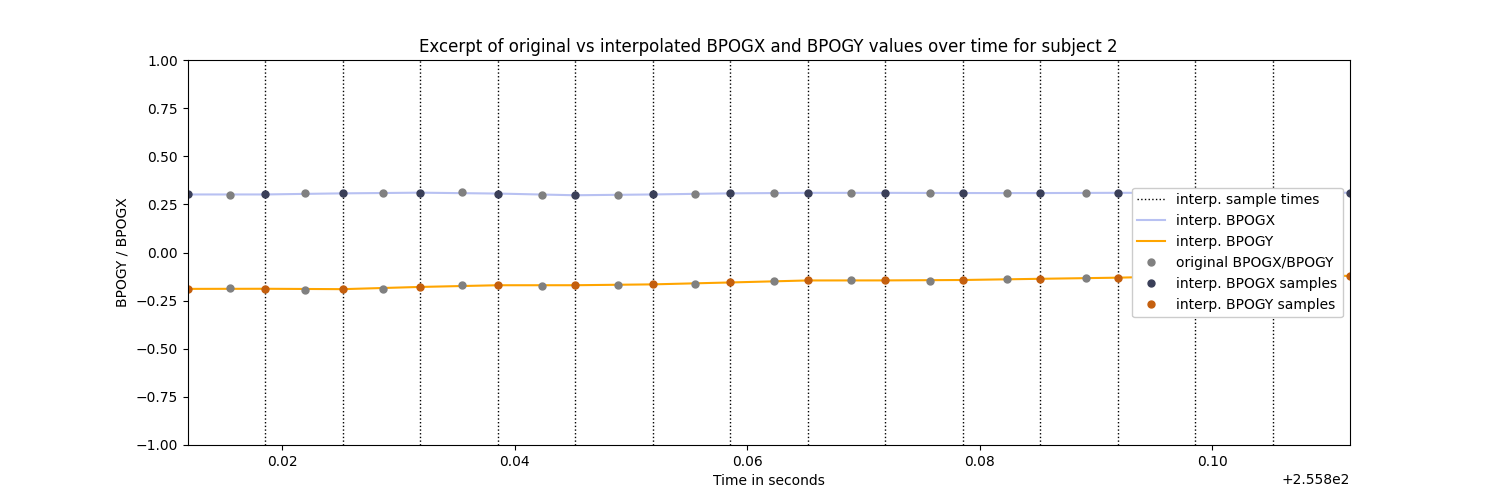 Excerpt of original vs interpolated BPOGX and BPOGY values over time for subject 2
1.00
0.75
0.50
0.25
0.00
−0.25
−0.50
−0.75
−1.00
BPOGY / BPOGX
interp. sample times
interp. BPOGX
interp. BPOGY
original BPOGX/BPOGY
interp. BPOGX samples
interp. BPOGY samples
0.02 0.04 0.06 0.08 0.10
Time in seconds
+2.558e2